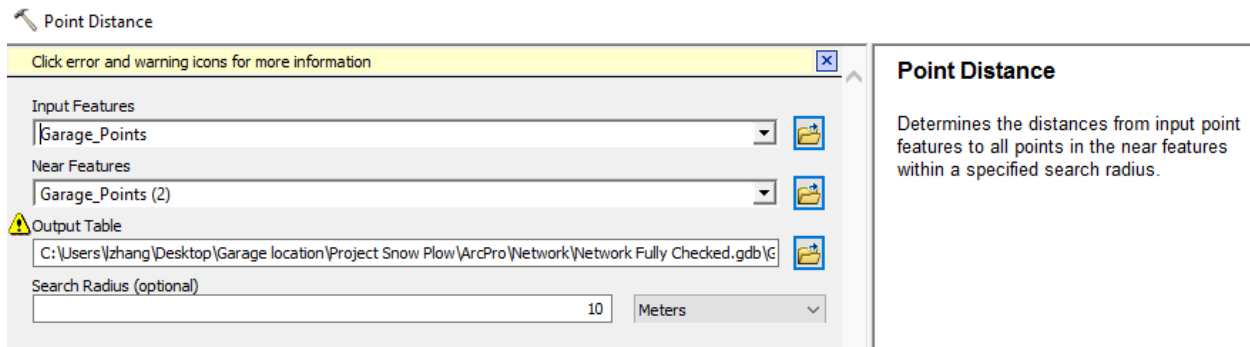 Point Distance
Click error and warning icons for more information
Input Features
Garage_Points
Near Features
Garage_Points (2)
Output Table
C:\Users\lzhang\Desktop\Garage location\Project Snow Plow\ArcPro\Network\Network Fully Checked.gdb\G
Search Radius (optional)
10 Meters
Point Distance
Determines the distances from input point
features to all points in the near features
within a specified search radius.